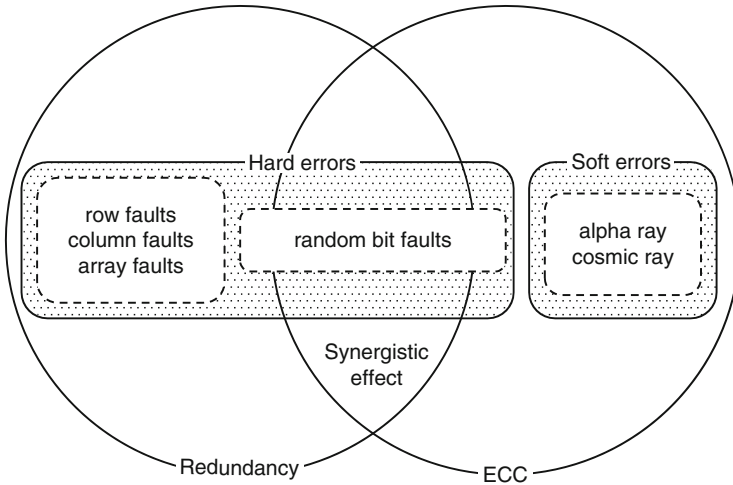 Hard errors
Soft errors
row faults
column faults
array faults
random bit faults
alpha ray
cosmic ray
Synergistic
effect
Redundancy
ECC